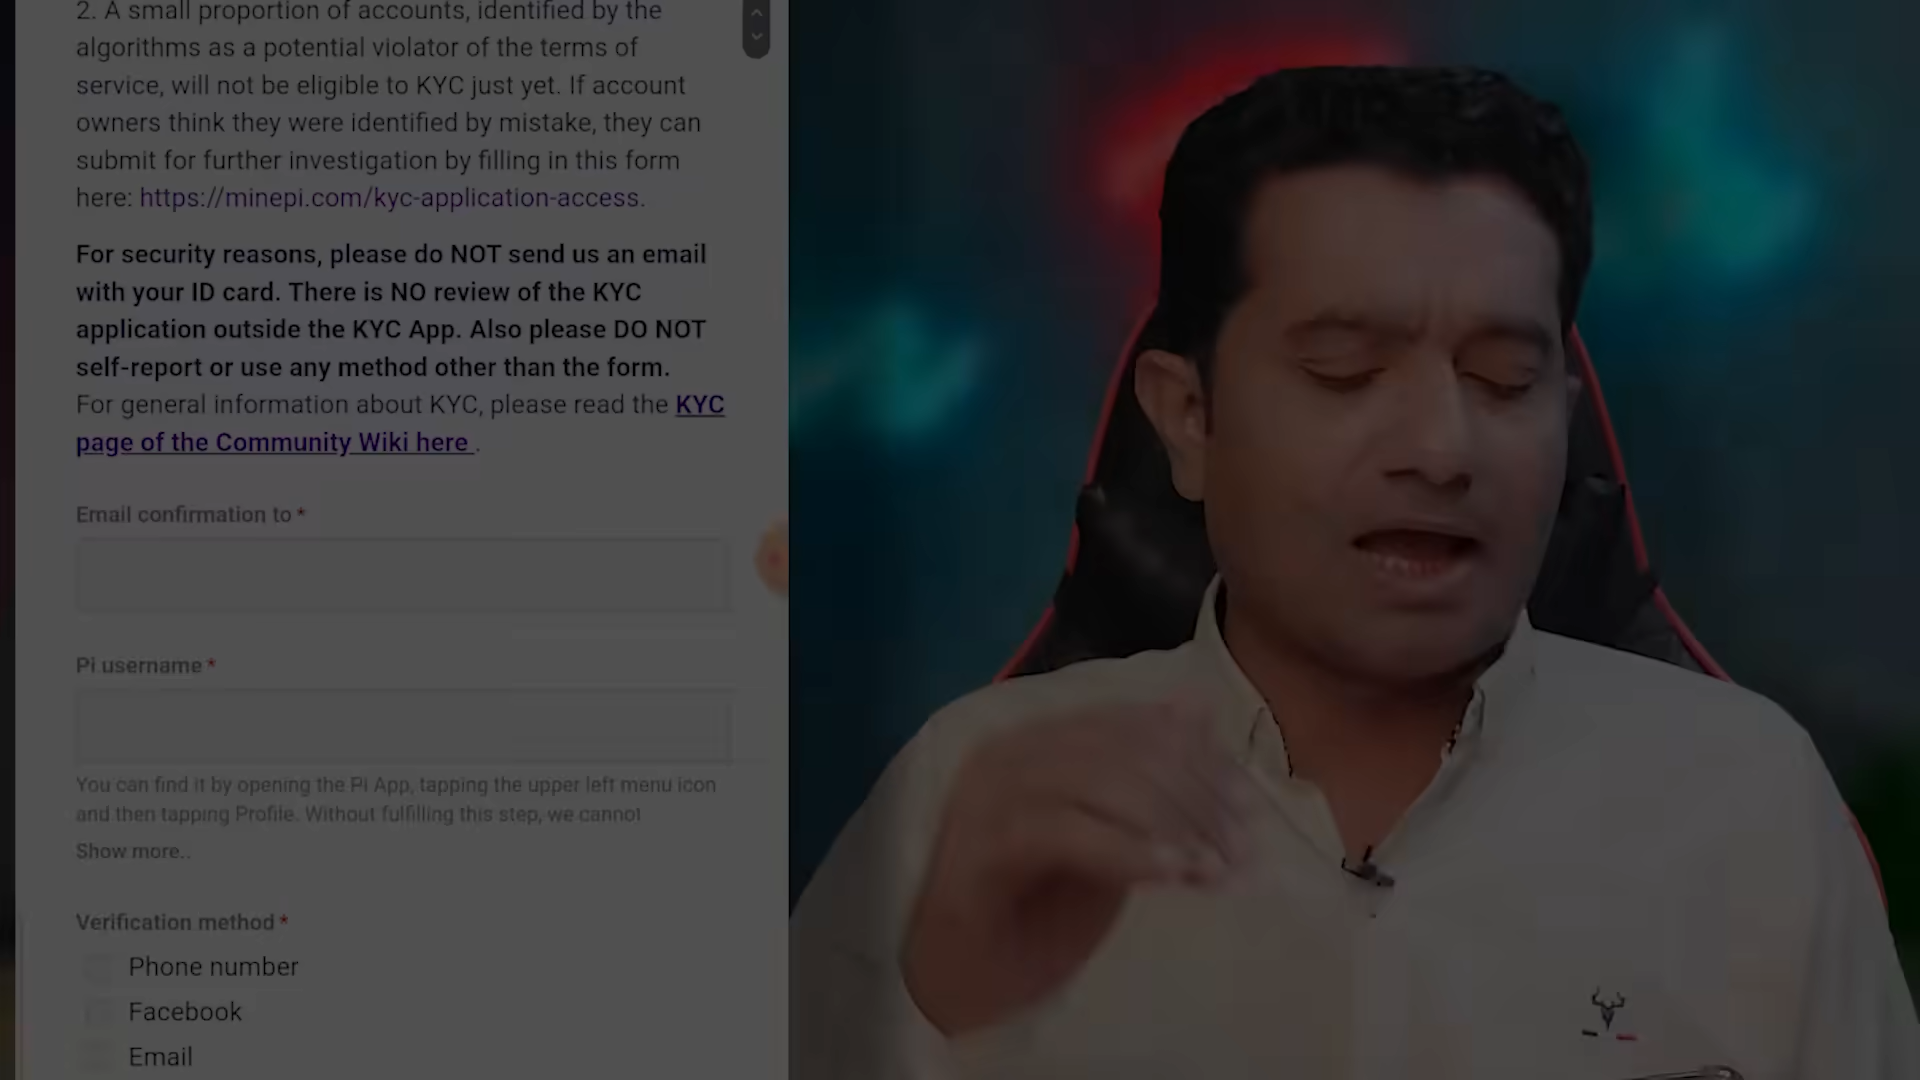 2. A small proportion of accounts, identified by the
algorithms as a potential violator of the terms of
service, will not be eligible to KYC just yet. If account
owners think they were identified by mistake, they can
submit for further investigation by filling in this form
here: https://minepi.com/kyc-application-access.
For security reasons, please do NOT send us an email
with your ID card. There is NO review of the KYC
application outside the KYC App. Also please DO NOT
self-report or use any method other than the form.
For general information about KYC, please read the KYC
page of the Community Wiki here .
Email confirmation to *
Pi username *
You can find it by opening the Pi App, tapping the upper left menu icon
and then tapping Profile. Without fulfilling this step, we cannot
Show more..
Verification method *
Phone number
Facebook
Email